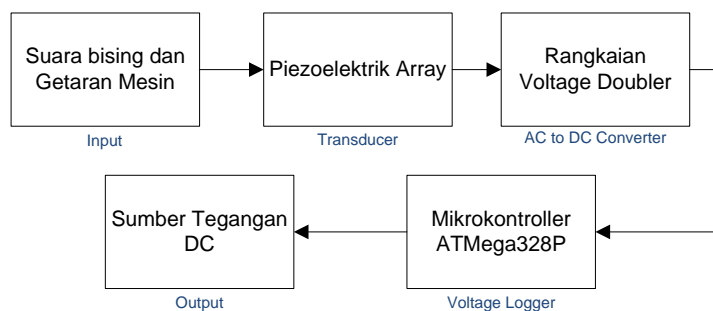 Suara bising dan
Getaran Mesin
Input
Piezoelektrik Array
Transducer
Rangkaian
Voltage Doubler
AC to DC Converter
Mikrokontroller
ATMega328P
Voltage Logger
Sumber Tegangan
DC
Output